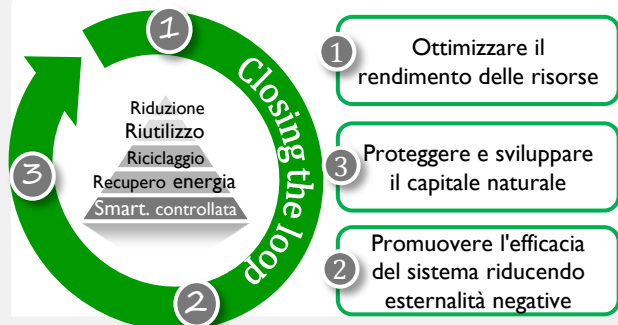 1
Closing the loop
Riduzione
Riutilizzo
Riciclaggio
Recupero energia
Smart. controllata
3
2
1
Ottimizzare il
rendimento delle risorse
3
Proteggere e sviluppare
il capitale naturale
2
Promuovere l'efficacia
del sistema riducendo
esternalità negative